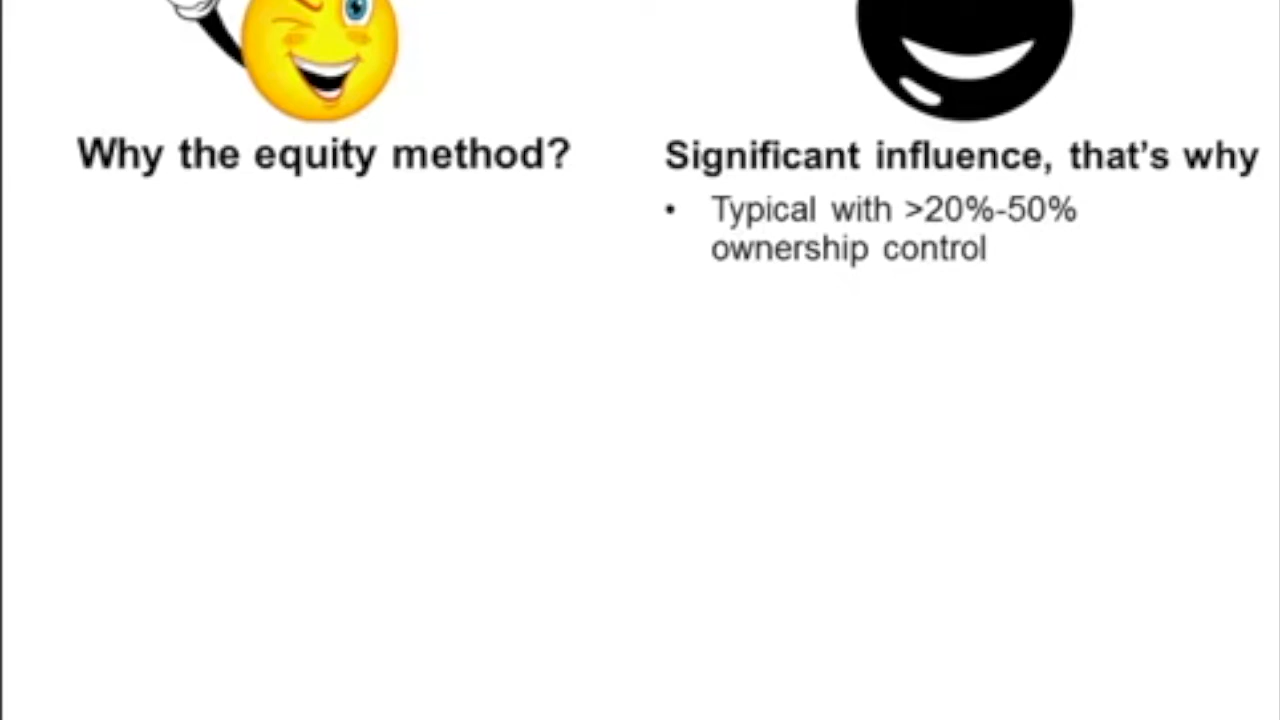 Why the equity method?
Significant influence, that's why
• Typical with >20%-50%
ownership control